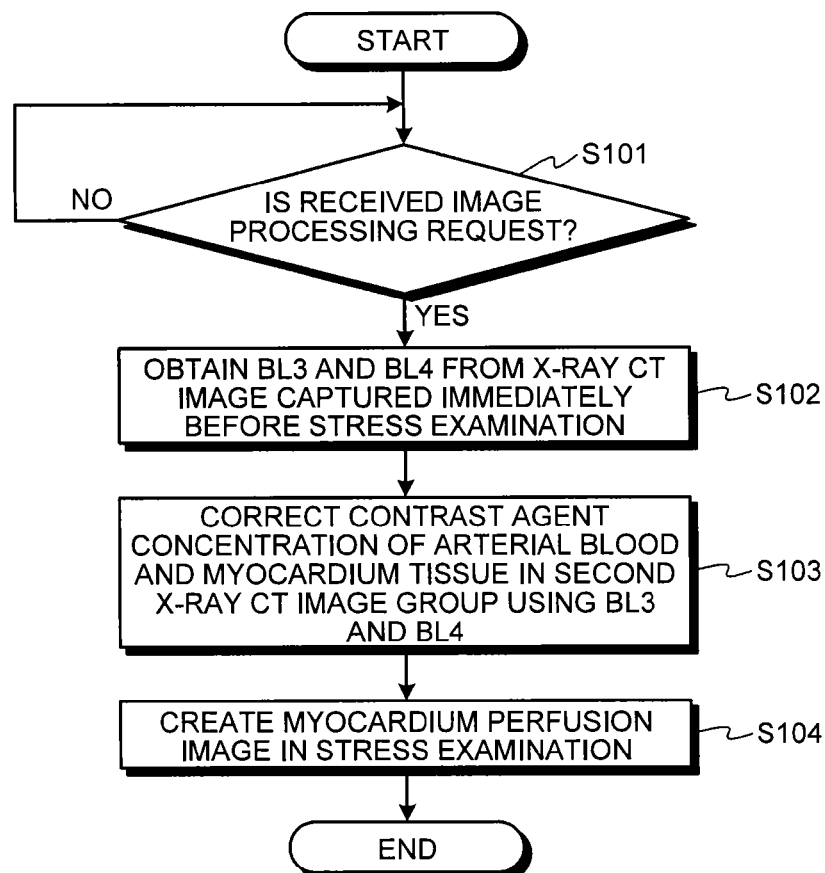 START
S101
NO
IS RECEIVED IMAGE
PROCESSING REQUEST?
YES
OBTAIN BL3 AND BL4 FROM X-RAY CT
IMAGE CAPTURED IMMEDIATELY
BEFORE STRESS EXAMINATION
S102
CORRECT CONTRAST AGENT
CONCENTRATION OF ARTERIAL BLOOD
AND MYOCARDIUM TISSUE IN SECOND
X-RAY CT IMAGE GROUP USING BL3
AND BL4
S103
CREATE MYOCARDIUM PERFUSION
IMAGE IN STRESS EXAMINATION
S104
END